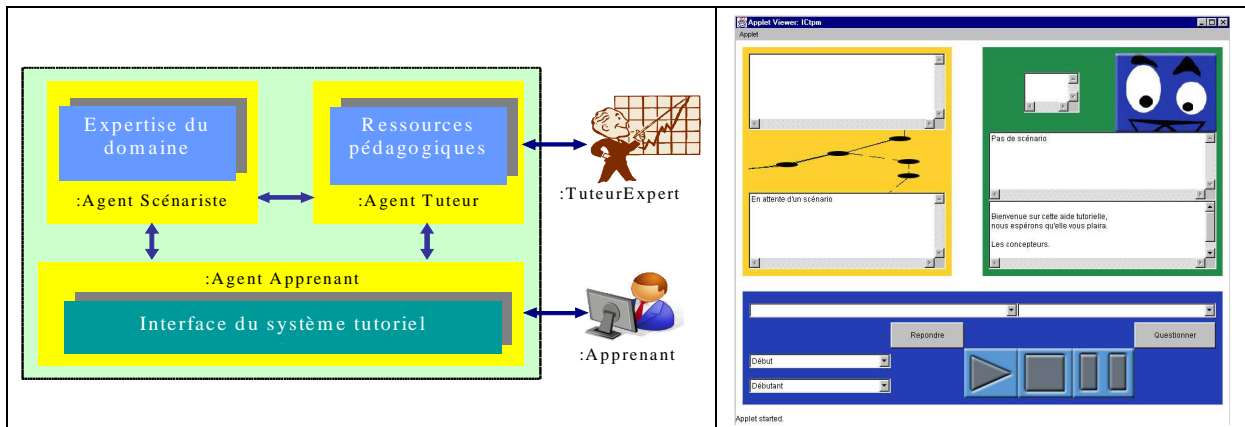 Expertise du
domaine
Ressources
pédagogiques
:Agent Scénariste
:Agent Tuteur
:TuteurExpert
:Agent Apprenant
Interface du système tutoriel
:Apprenant
Applet Viewer: ICtpm
Applet
En attente d'un scénario
Pas de scénario
Bienvenue sur cette aide tutorielle,
nous espérons qu'elle vous plaira.
Les concepteurs.
Repondre
Questionner
Début
Débutant
Applet started.